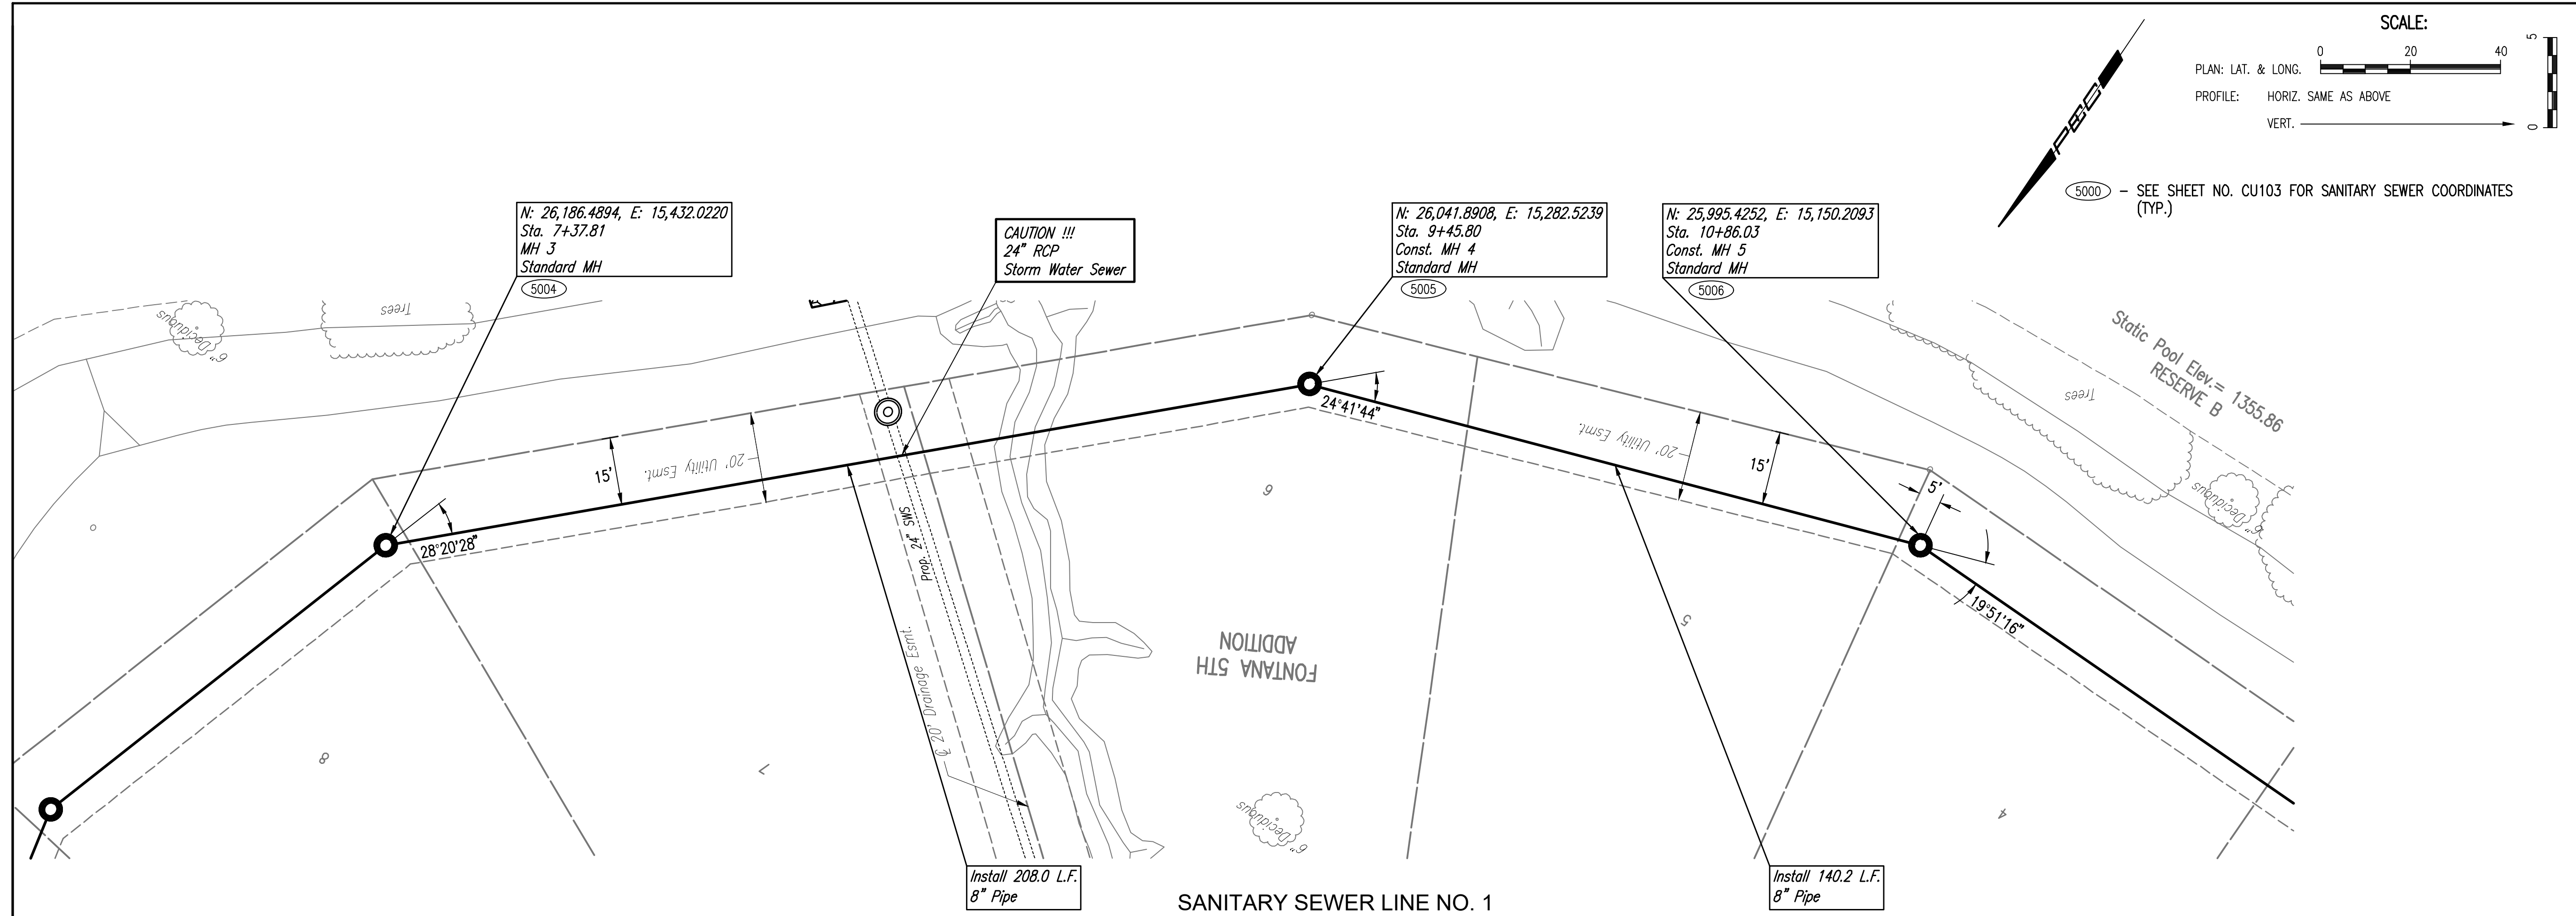 SCALE:
0 20 40
PLAN: LAT. & LONG.
PROFILE: HORIZ. SAME AS ABOVE
VERT.
5
0
5000 – SEE SHEET NO. CU103 FOR SANITARY SEWER COORDINATES
(TYP.)
N: 26,186.4894, E: 15,432.0220
Sta. 7+37.81
MH 3
Standard MH
5004
CAUTION !!!
24" RCP
Storm Water Sewer
N: 26,041.8908, E: 15,282.5239
Sta. 9+45.80
Const. MH 4
Standard MH
5005
N: 25,995.4252, E: 15,150.2093
Sta. 10+86.03
Const. MH 5
Standard MH
5006
6" Deciduous
Trees
Static Pool Elev.= 1355.86
RESERVE B
Trees
6" Deciduous
28°20'28"
15'
20' Utility Esmt.
24°41'44"
20' Utility Esmt.
15'
5'
19°51'16"
Prop. 24" SWS
℄ 20' Drainage Esmt.
FONTANA 5TH
ADDITION
8
7
6
5
4
6" Deciduous
Install 208.0 L.F.
8" Pipe
Install 140.2 L.F.
8" Pipe
SANITARY SEWER LINE NO. 1